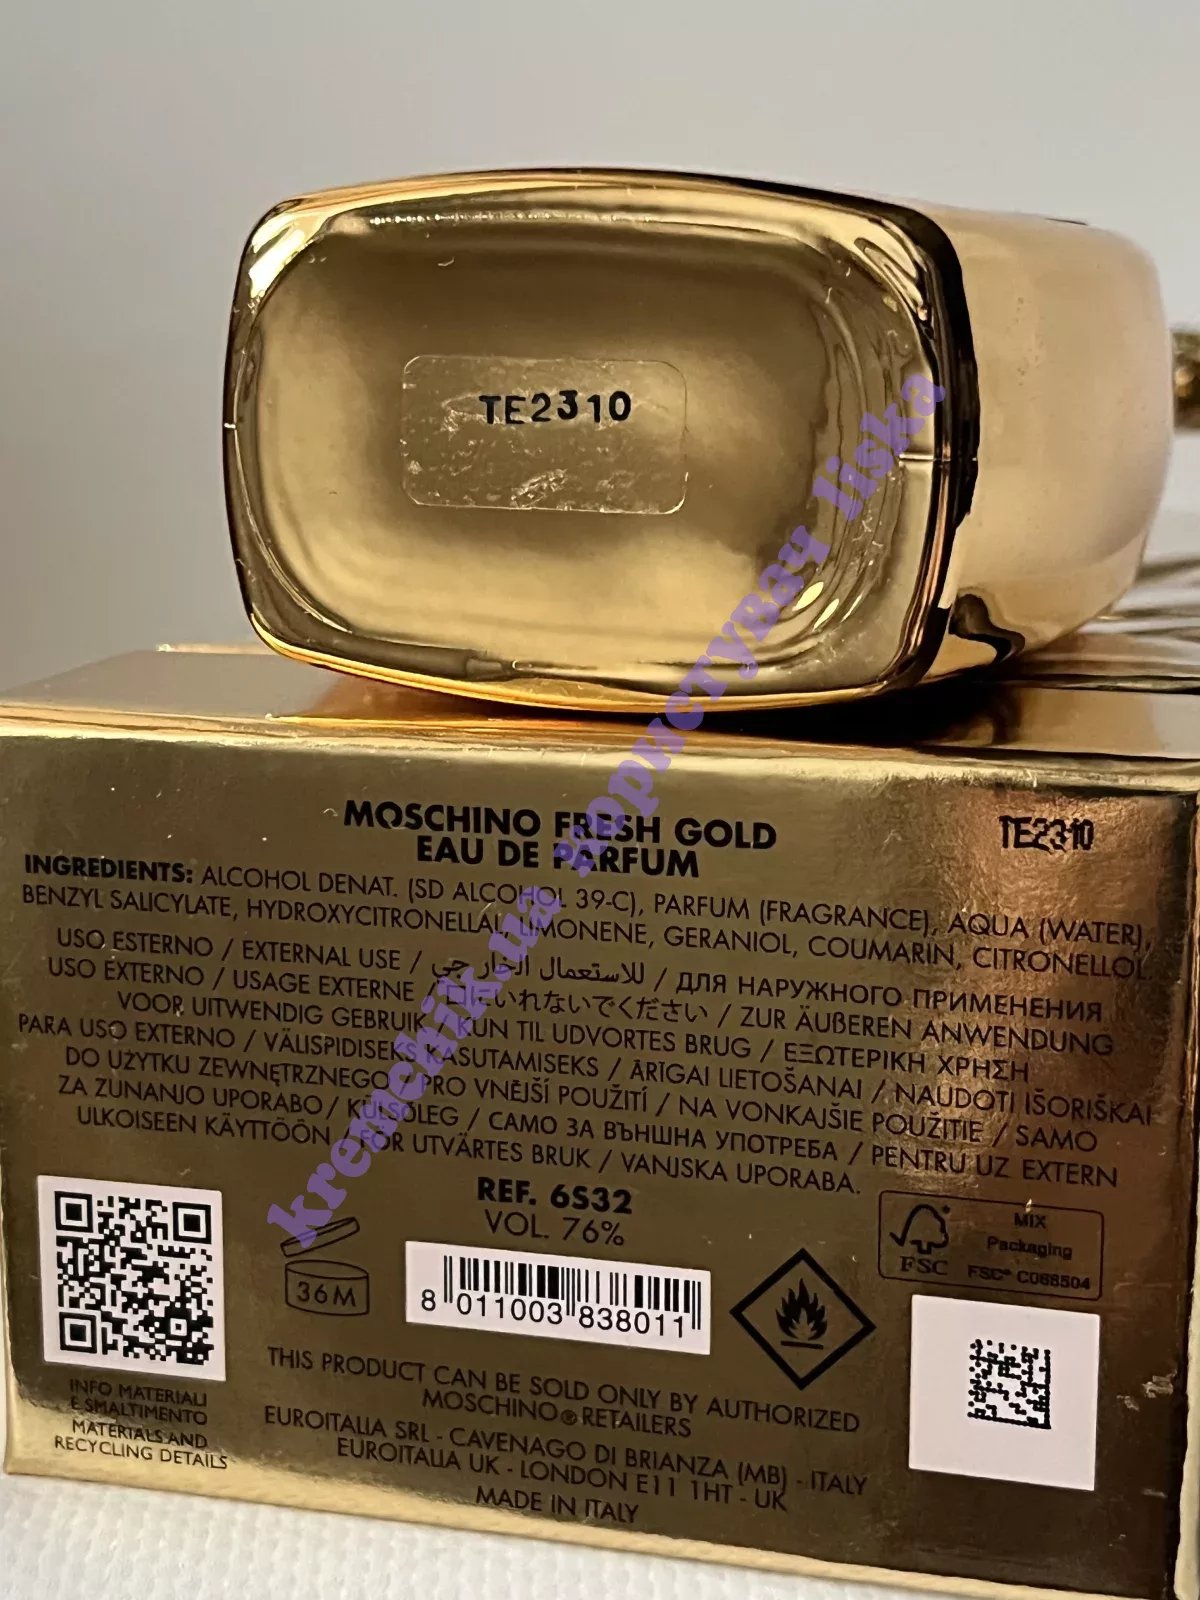 TE2310
MOSCHINO FRESH GOLD
EAU DE PARFUM
TE2310
INGREDIENTS: ALCOHOL DENAT. (SD ALCOHOL 39-C), PARFUM (FRAGRANCE), AQUA (WATER),
BENZYL SALICYLATE, HYDROXYCITRONELLAL, LIMONENE, GERANIOL, COUMARIN, CITRONELLOL.
USO ESTERNO / EXTERNAL USE / للاستعمال الخارجي / ДЛЯ НАРУЖНОГО ПРИМЕНЕНИЯ
USO EXTERNO / USAGE EXTERNE / 口にいれないでください / ZUR ÄUßEREN ANWENDUNG
VOOR UITWENDIG GEBRUIK / KUN TIL UDVORTES BRUG / ΕΞΩΤΕΡΙΚΗ ΧΡΗΣΗ
PARA USO EXTERNO / VÄLISPIDISEKS KASUTAMISEKS / ĀRĪGAI LIETOŠANAI / NAUDOTI IŠORIŠKAI
DO UŻYTKU ZEWNĘTRZNEGO / PRO VNĚJŠÍ POUŽITÍ / NA VONKAJŠIE POUŽITIE / SAMO
ZA ZUNANJO UPORABO / KÜLSŐLEG / САМО ЗА ВЪНШНА УПОТРЕБА / PENTRU UZ EXTERN
ULKOISEEN KÄYTTÖÖN / FÖR UTVÄRTES BRUK / VANJSKA UPORABA.
REF. 6S32
VOL. 76%
36M
8 011003 838011
FSC
MIX
Packaging
FSC® C068504
INFO MATERIALI
E SMALTIMENTO
MATERIALS AND
RECYCLING DETAILS
THIS PRODUCT CAN BE SOLD ONLY BY AUTHORIZED
MOSCHINO® RETAILERS
EUROITALIA SRL - CAVENAGO DI BRIANZA (MB) - ITALY
EUROITALIA UK - LONDON E11 1HT - UK
MADE IN ITALY
kremchik.ua користувач liska